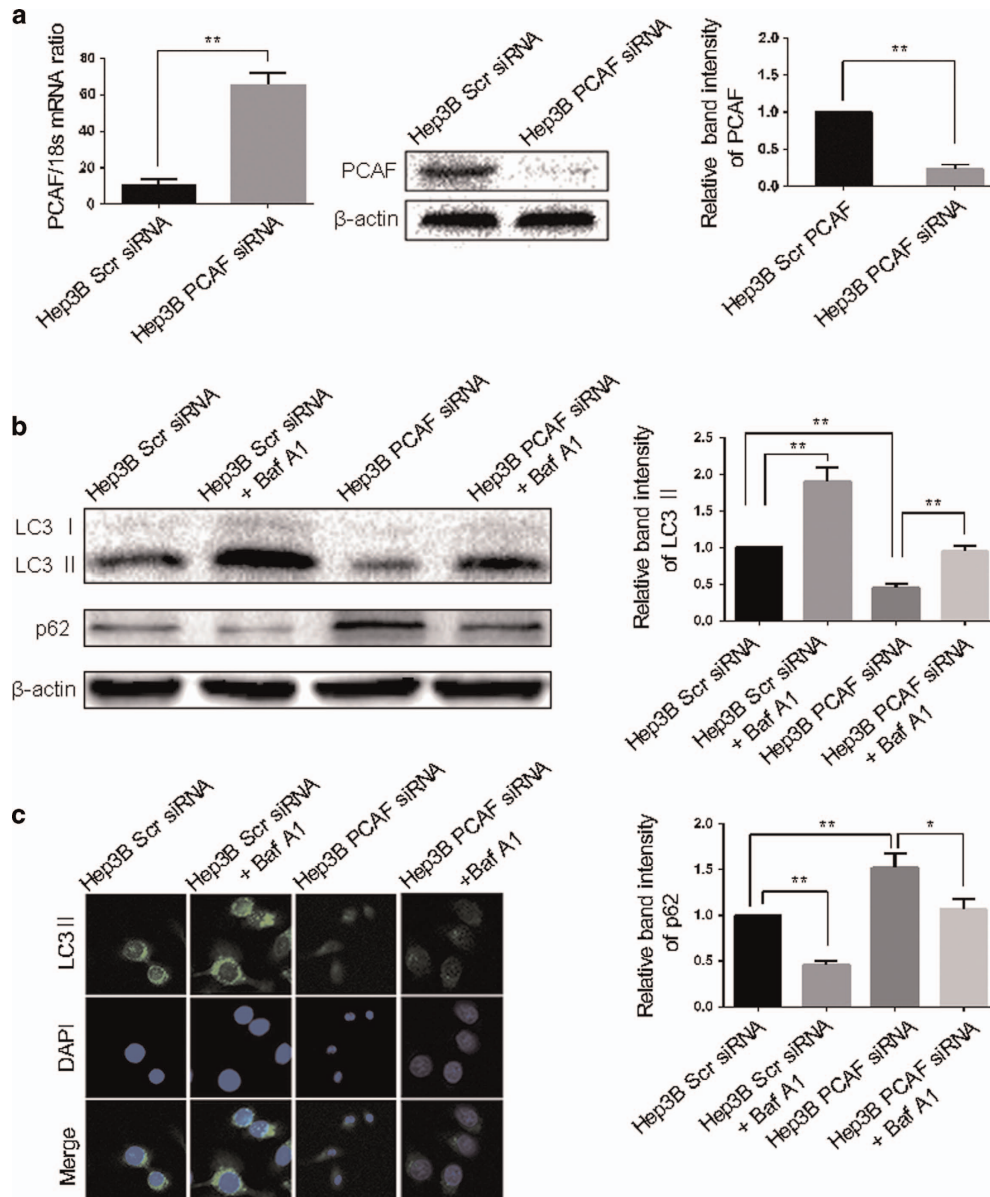 a
PCAF/18s mRNA ratio
80
60
40
20
0
**
Hep3B Scr siRNA
Hep3B PCAF siRNA
Hep3B Scr siRNA
Hep3B PCAF siRNA
PCAF
β-actin
Relative band intensity
of PCAF
2.0
1.5
1.0
0.5
0.0
**
Hep3B Scr PCAF
Hep3B PCAF siRNA
b
Hep3B Scr siRNA
Hep3B Scr siRNA
+ Baf A1
Hep3B PCAF siRNA
Hep3B PCAF siRNA
+ Baf A1
LC3 Ⅰ
LC3 Ⅱ
p62
β-actin
Relative band intensity
of LC3 Ⅱ
2.5
2.0
1.5
1.0
0.5
0.0
**
**
**
Hep3B Scr siRNA
Hep3B Scr siRNA
+ Baf A1
Hep3B PCAF siRNA
Hep3B PCAF siRNA
+ Baf A1
c
Hep3B Scr siRNA
Hep3B Scr siRNA
+ Baf A1
Hep3B PCAF siRNA
Hep3B PCAF siRNA
+Baf A1
LC3 Ⅱ
DAPI
Merge
Relative band intensity
of p62
2.0
1.5
1.0
0.5
0.0
**
**
*
Hep3B Scr siRNA
Hep3B Scr siRNA
+ Baf A1
Hep3B PCAF siRNA
Hep3B PCAF siRNA
+ Baf A1